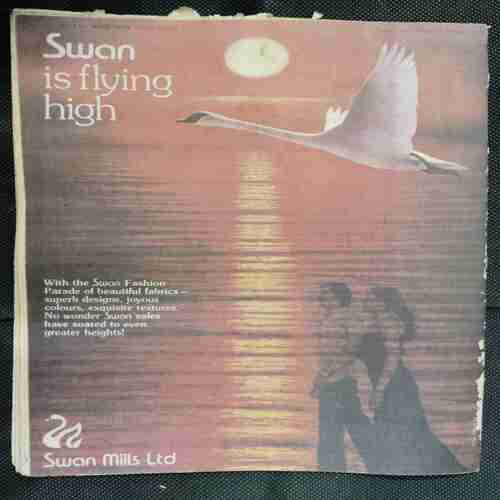 Swan
is flying
high
With the Swan Fashion
Parade of beautiful fabrics—
superb designs, joyous
colours, exquisite textures.
No wonder Swan sales
have soared to even
greater heights!
Swan Mills Ltd